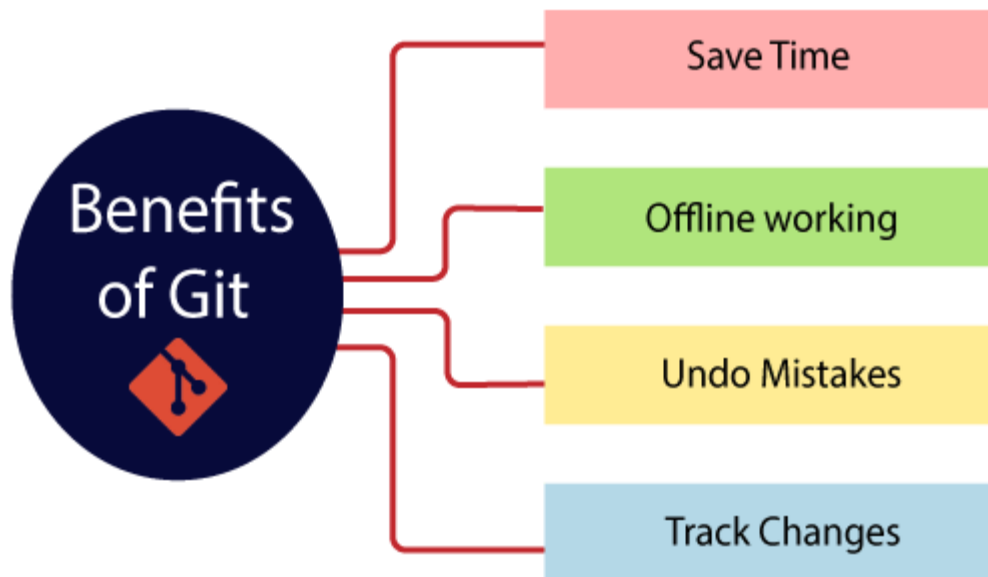 Benefits
of Git
Save Time
Offline working
Undo Mistakes
Track Changes